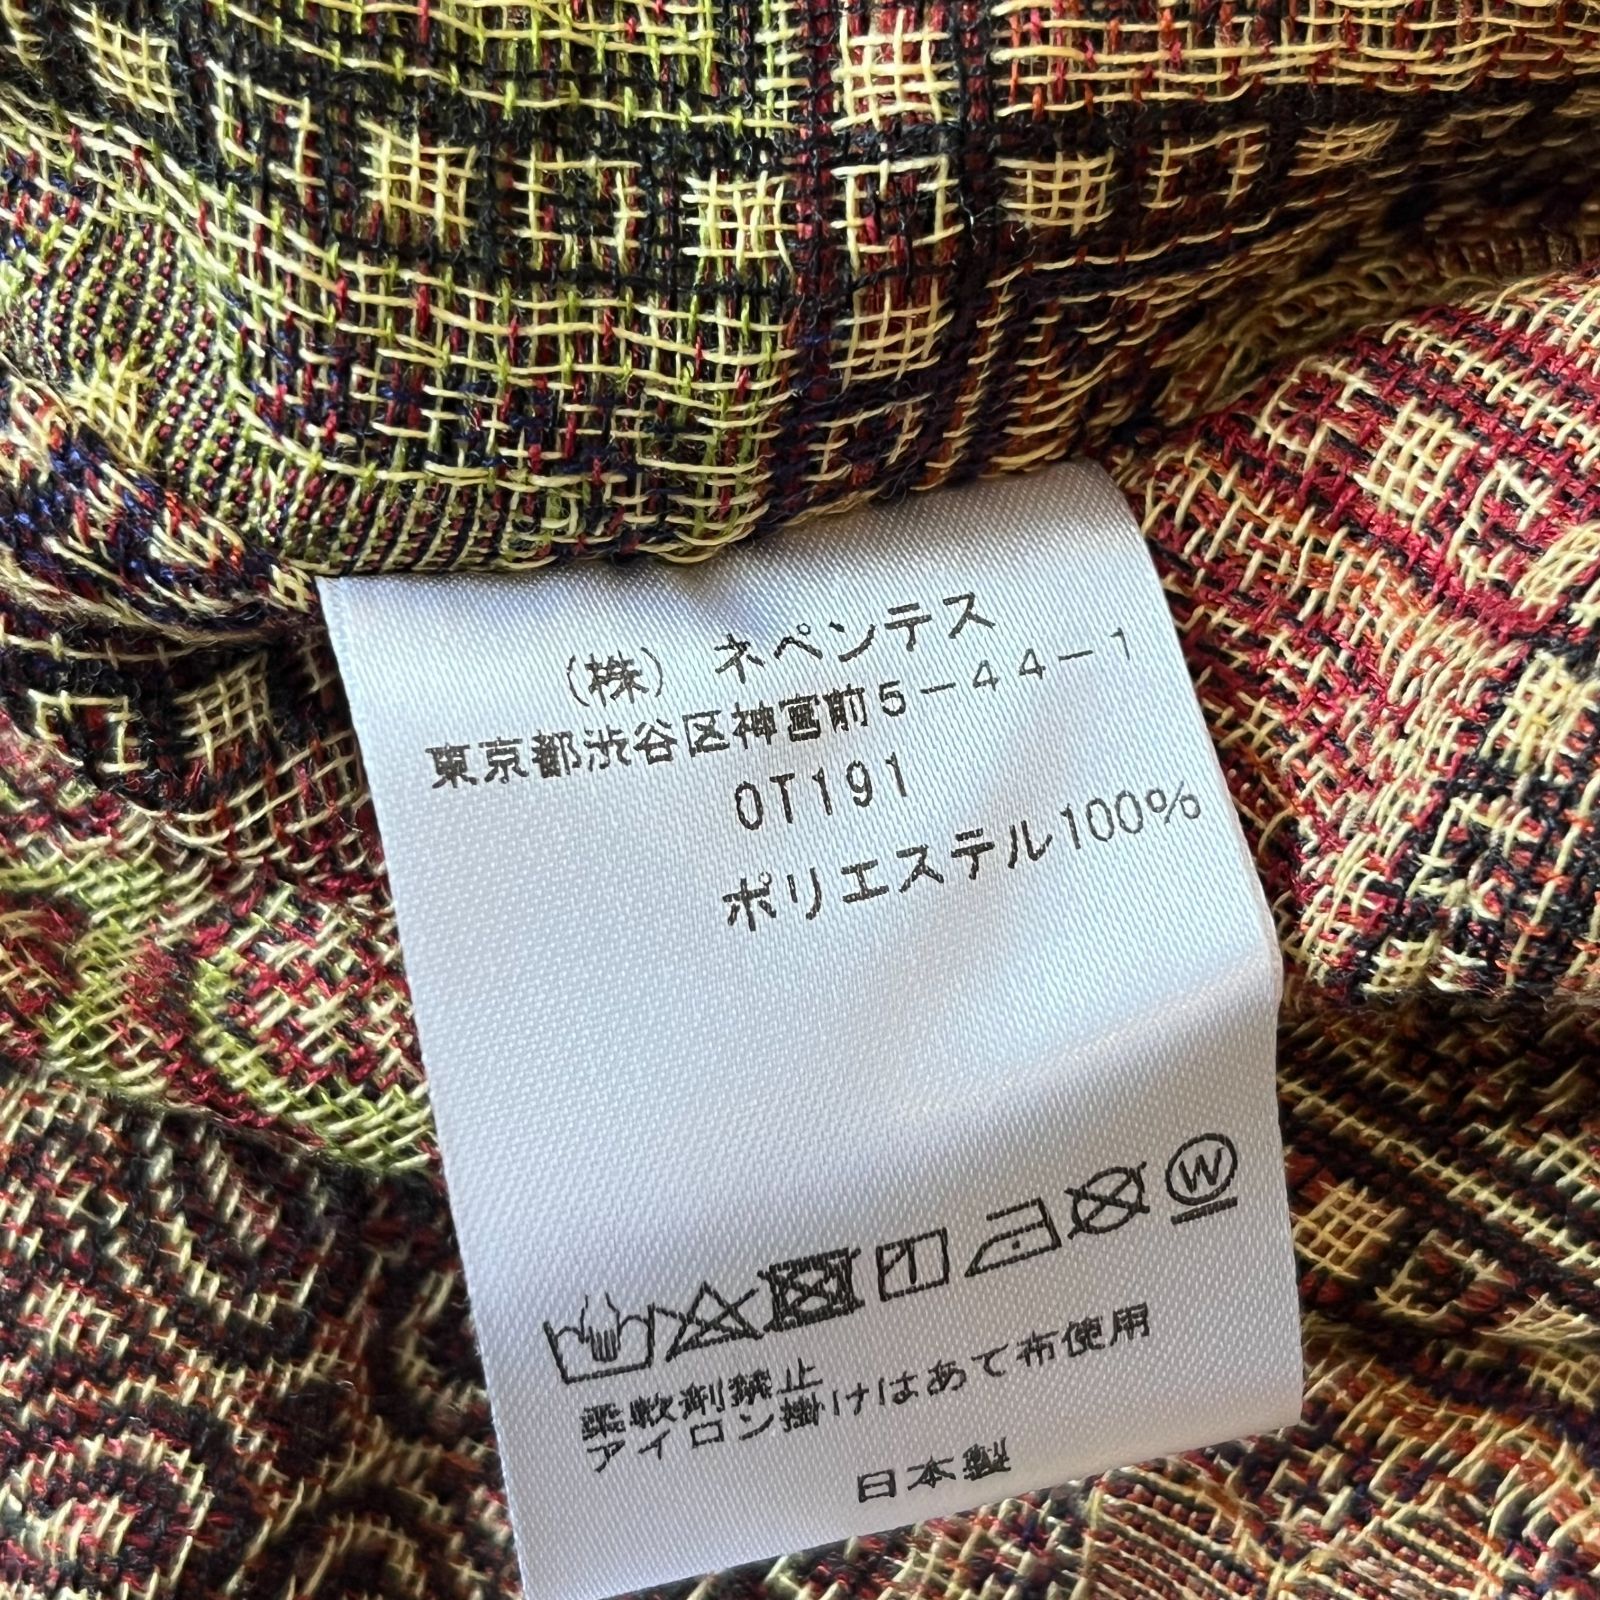 (株) ネペンテス
東京都渋谷区神宮前5-44-1
OT191
ポリエステル100%
W
柔軟剤禁止
アイロン掛けはあて布使用
日本製